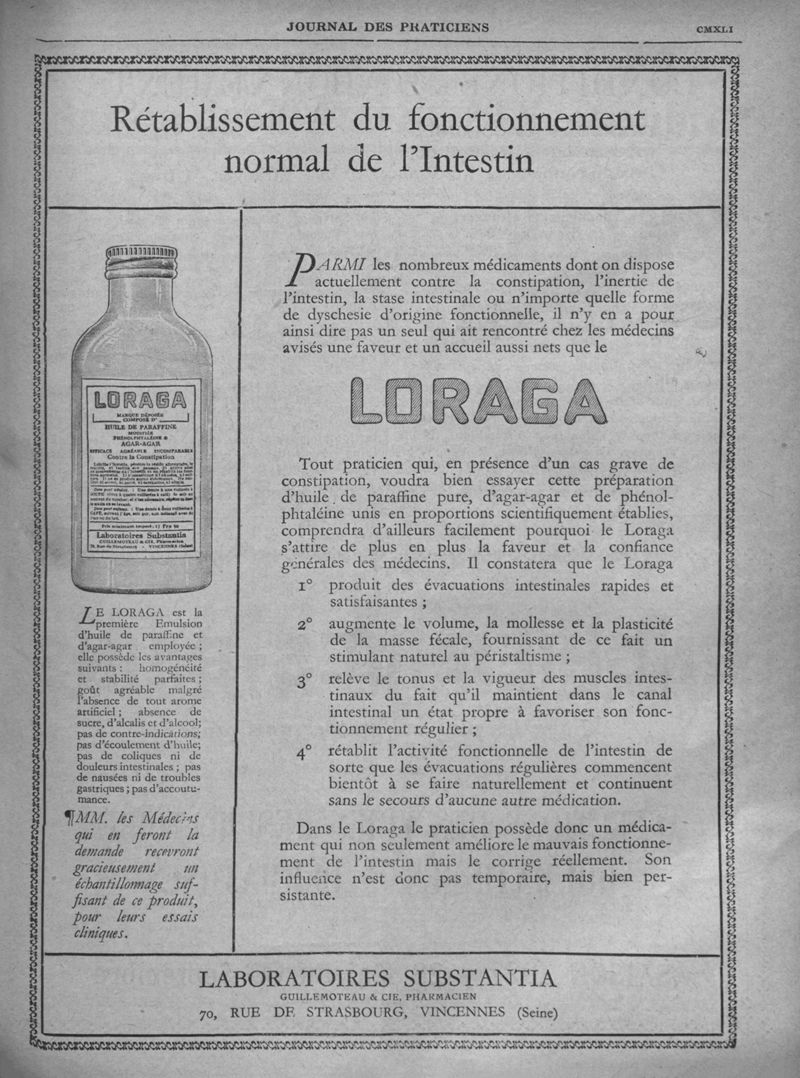 JOURNAL DES PRATICIENS
CMXLI
Rétablissement du fonctionnement
normal de l'Intestin
LORAGA
MARQUE DÉPOSÉE
COMPOSÉ D'
HUILE DE PARAFFINE
MODIFIÉE
PHÉNOLPHTALÉINE &
AGAR-AGAR
EFFICACE AGRÉABLE INCOMPARABLE
Contre la Constipation
Laboratoires Substantia
GUILLEMOTEAU & CIE, Pharmacien
70, Rue de Strasbourg - VINCENNES (Seine)
LE LORAGA est la
première Emulsion
d'huile de paraffine et
d'agar-agar employée ;
elle possède les avantages
suivants : homogénéité
et stabilité parfaites ;
goût agréable malgré
l'absence de tout arome
artificiel ; absence de
sucre, d'alcalis et d'alcool;
pas de contre-indications;
pas d'écoulement d'huile;
pas de coliques ni de
douleurs intestinales ; pas
de nausées ni de troubles
gastriques ; pas d'accoutu-
mance.
¶MM. les Médecins
qui en feront la
demande recevront
gracieusement un
échantillonnage suf-
fisant de ce produit,
pour leurs essais
cliniques.
PARMI les nombreux médicaments dont on dispose
actuellement contre la constipation, l'inertie de
l'intestin, la stase intestinale ou n'importe quelle forme
de dyschesie d'origine fonctionnelle, il n'y en a pour
ainsi dire pas un seul qui ait rencontré chez les médecins
avisés une faveur et un accueil aussi nets que le
LORAGA
Tout praticien qui, en présence d'un cas grave de
constipation, voudra bien essayer cette préparation
d'huile de paraffine pure, d'agar-agar et de phénol-
phtaléine unis en proportions scientifiquement établies,
comprendra d'ailleurs facilement pourquoi le Loraga
s'attire de plus en plus la faveur et la confiance
générales des médecins. Il constatera que le Loraga
1° produit des évacuations intestinales rapides et
satisfaisantes ;
2° augmente le volume, la mollesse et la plasticité
de la masse fécale, fournissant de ce fait un
stimulant naturel au péristaltisme ;
3° relève le tonus et la vigueur des muscles intes-
tinaux du fait qu'il maintient dans le canal
intestinal un état propre à favoriser son fonc-
tionnement régulier ;
4° rétablit l'activité fonctionnelle de l'intestin de
sorte que les évacuations régulières commencent
bientôt à se faire naturellement et continuent
sans le secours d'aucune autre médication.
Dans le Loraga le praticien possède donc un médica-
ment qui non seulement améliore le mauvais fonctionne-
ment de l'intestin mais le corrige réellement. Son
influence n'est donc pas temporaire, mais bien per-
sistante.
LABORATOIRES SUBSTANTIA
GUILLEMOTEAU & CIE, PHARMACIEN
70, RUE DE STRASBOURG, VINCENNES (Seine)